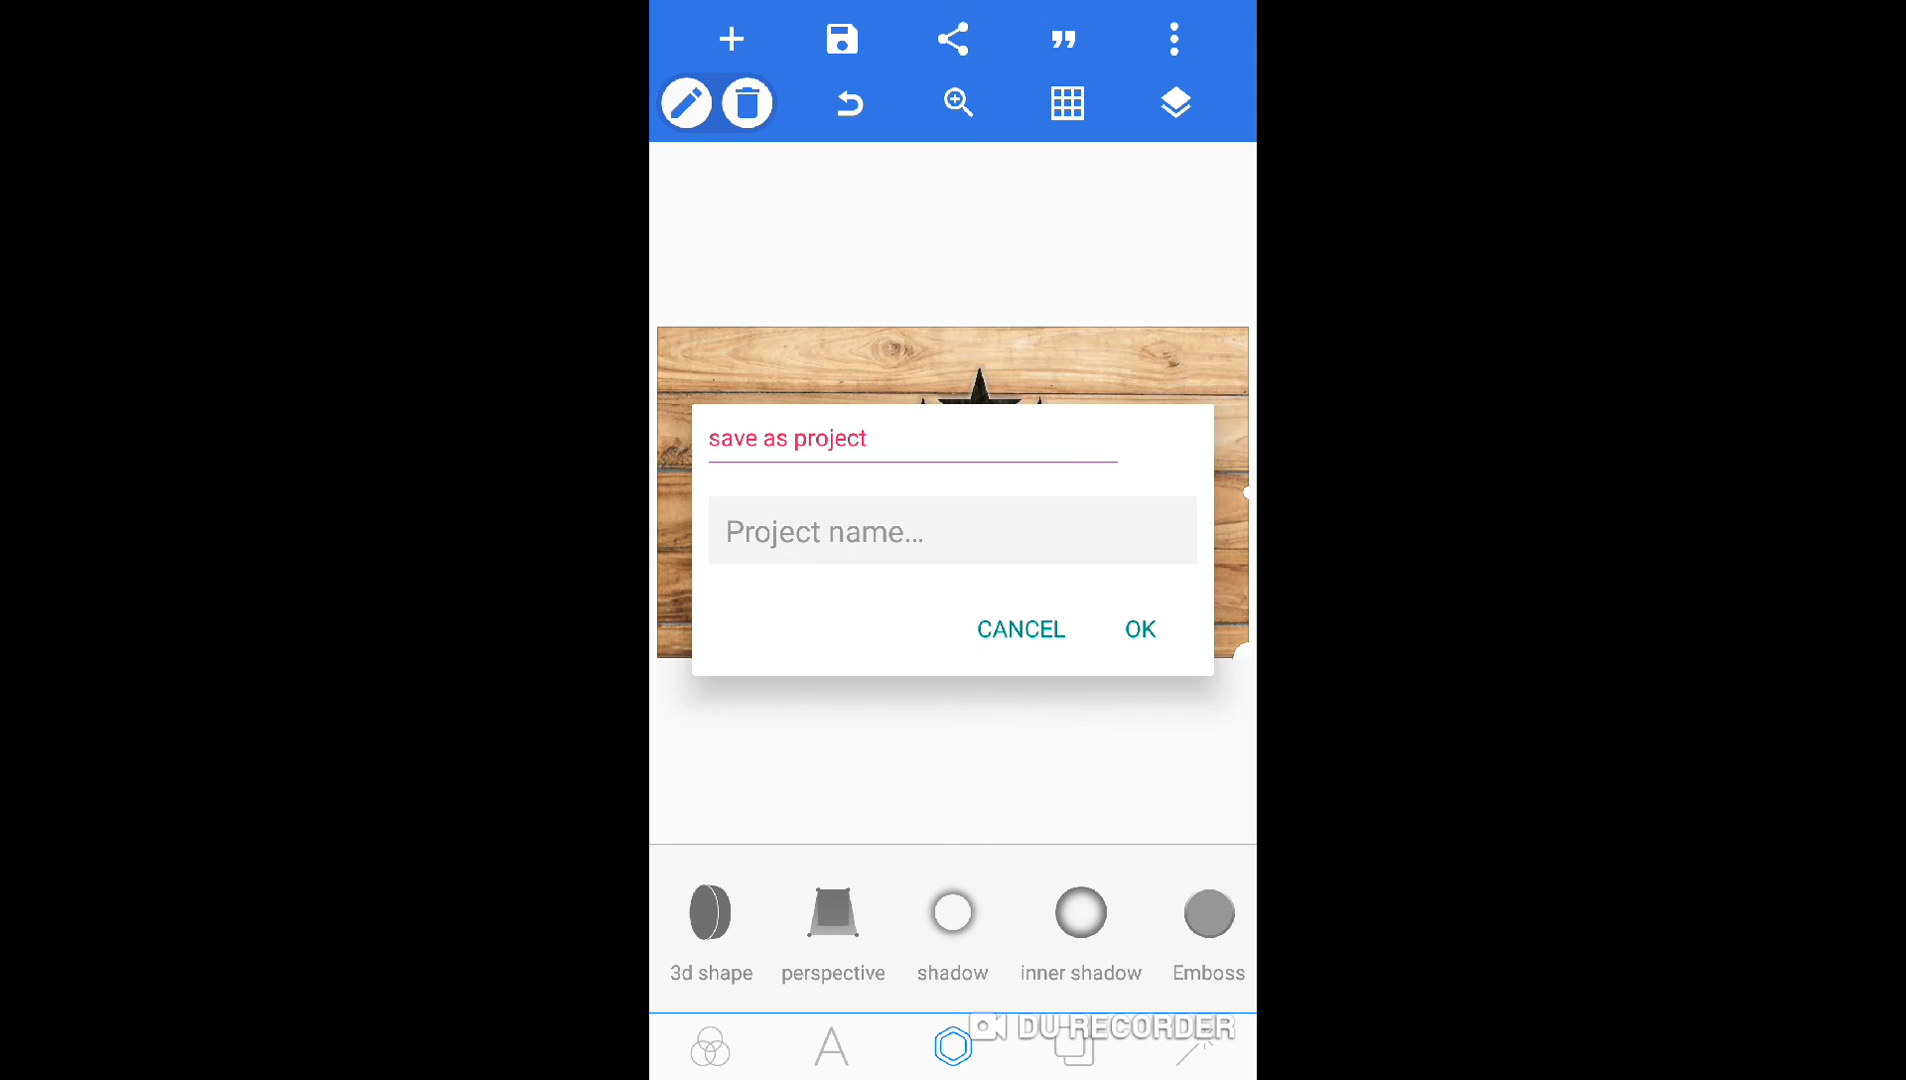 save as project
Project name...
CANCEL OK
3d shape perspective shadow inner shadow Emboss
DU RECORDER
A